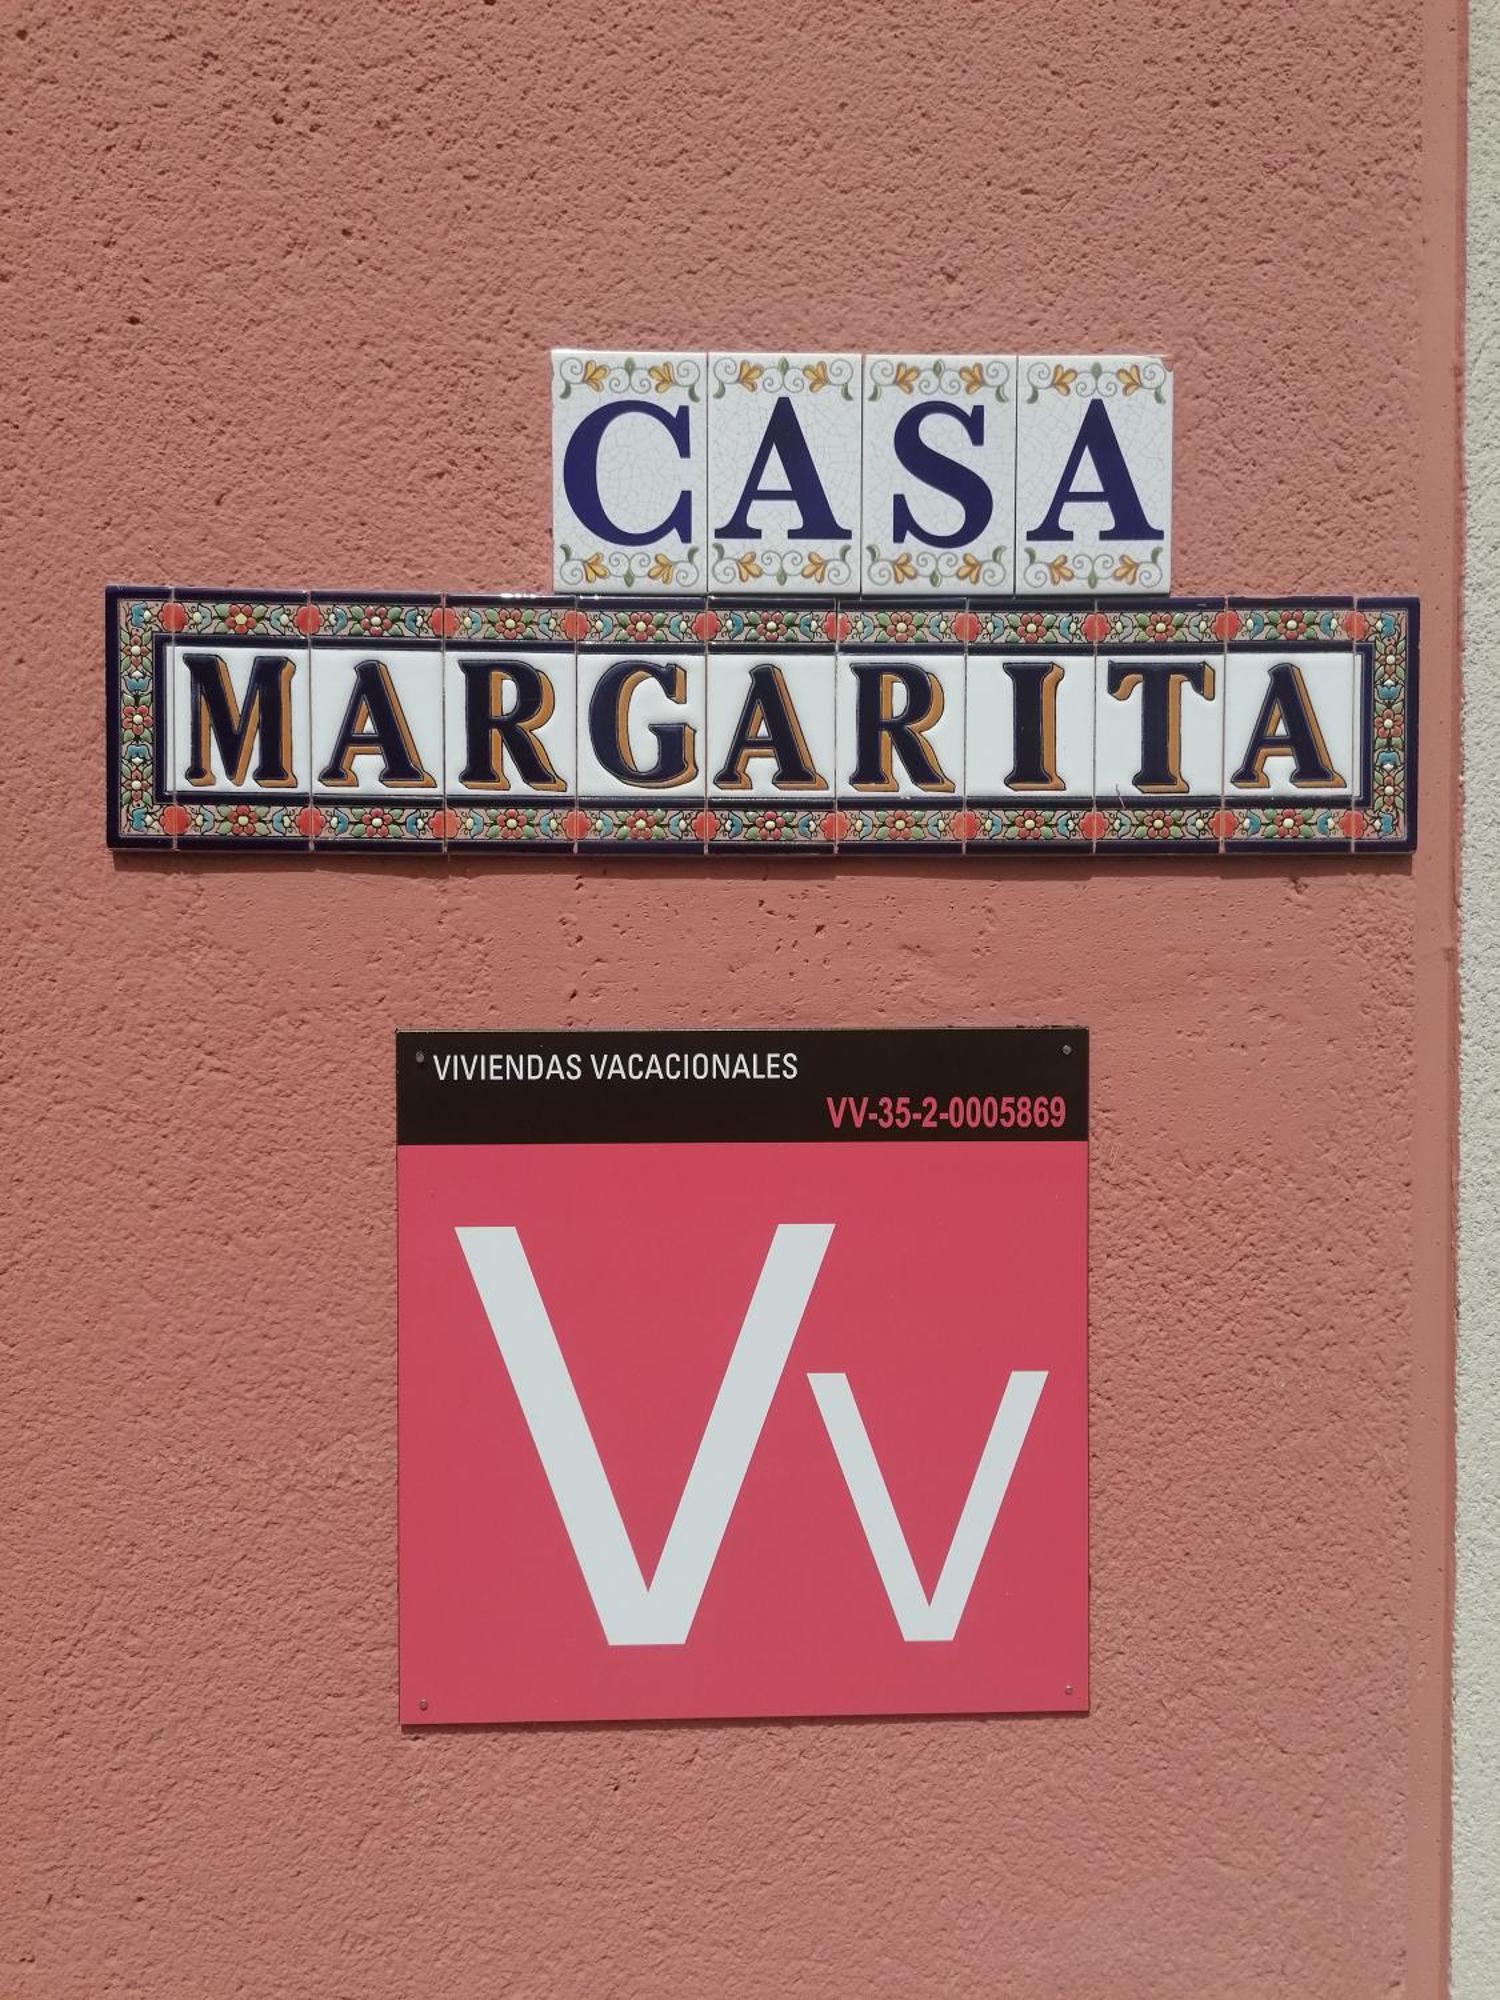 CASA
MARGARITA
VIVIENDAS VACACIONALES
VV-35-2-0005869
Vv